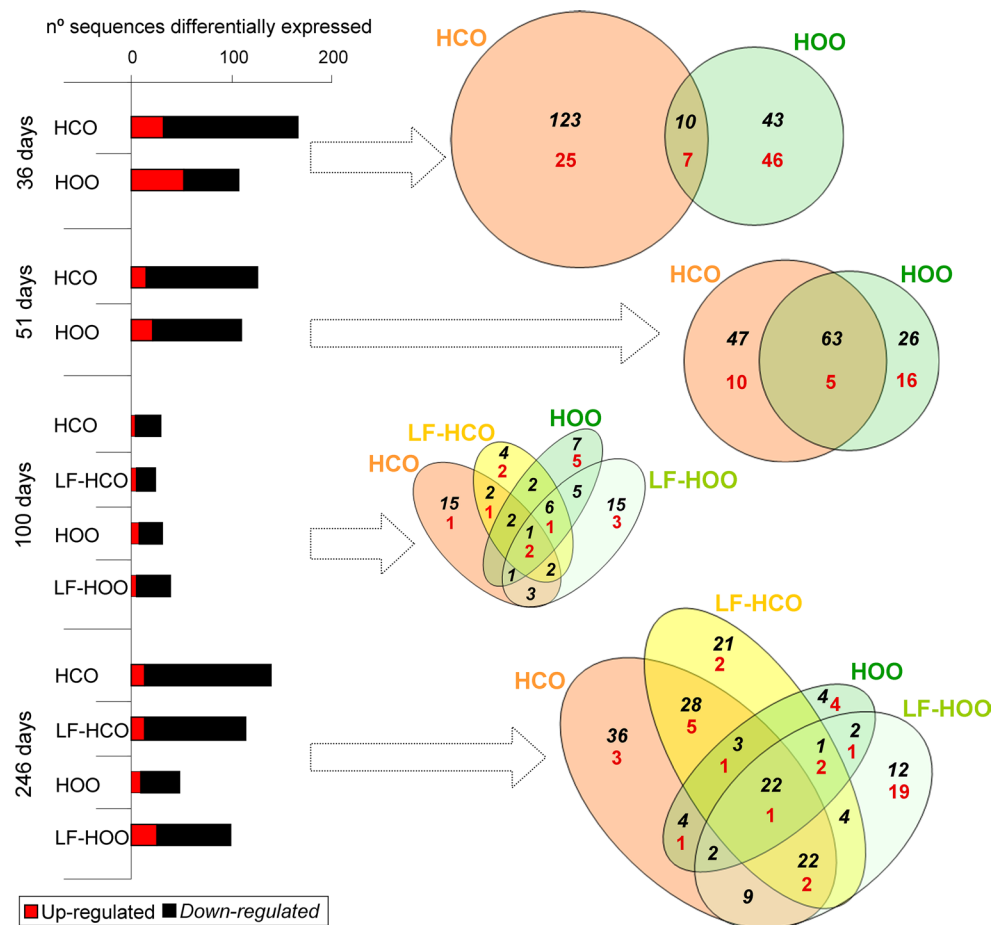 nº sequences differentially expressed
0 100 200
36 days
HCO
HOO
51 days
HCO
HOO
100 days
HCO
LF-HCO
HOO
LF-HOO
246 days
HCO
LF-HCO
HOO
LF-HOO
Up-regulated Down-regulated
HCO HOO
123 10 43
25 7 46
HCO HOO
47 63 26
10 5 16
HCO LF-HCO HOO LF-HOO
4 7
2 5
15 2 2 5 15
1 1 6 3
2 1
1
2
1 2
3
HCO LF-HCO HOO LF-HOO
21
2
28 4 4
5
36 3 1 2
3 1 2 1
22 12
1 19
4 4
1
2 22
2
9